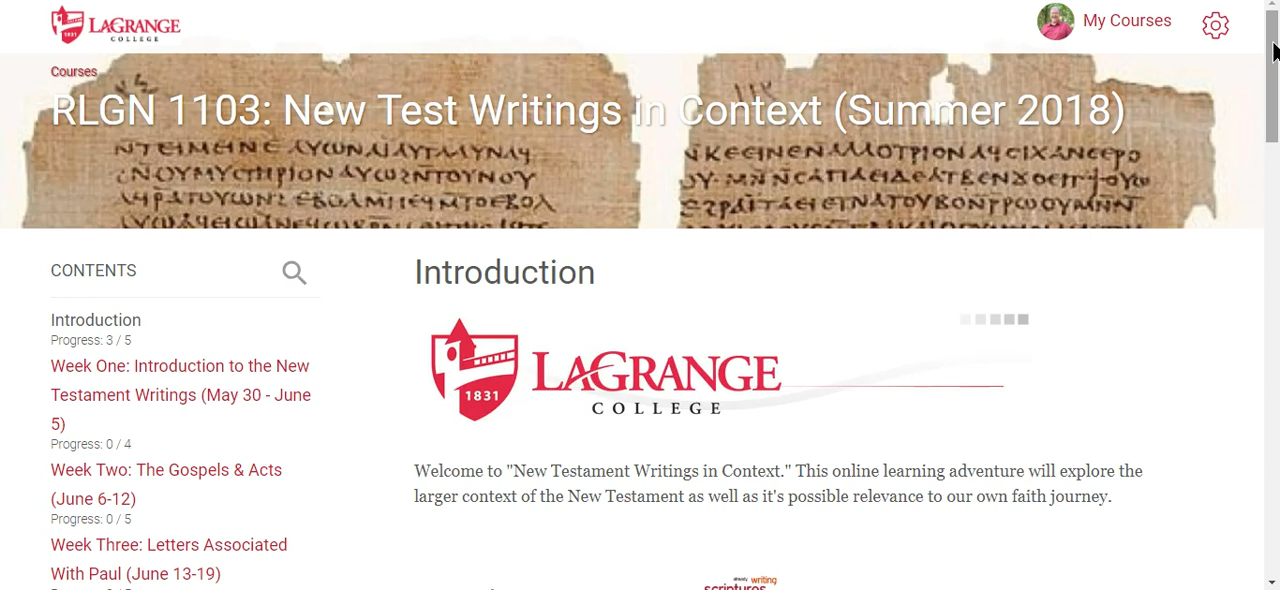 LAGRANGE
COLLEGE
1831
My Courses
Courses
RLGN 1103: New Test Writings in Context (Summer 2018)
CONTENTS
Introduction
Progress: 3 / 5
Week One: Introduction to the New
Testament Writings (May 30 - June
5)
Progress: 0 / 4
Week Two: The Gospels & Acts
(June 6-12)
Progress: 0 / 5
Week Three: Letters Associated
With Paul (June 13-19)
Introduction
LAGRANGE
1831
COLLEGE
Welcome to "New Testament Writings in Context." This online learning adventure will explore the
larger context of the New Testament as well as it's possible relevance to our own faith journey.
writing
scriptures